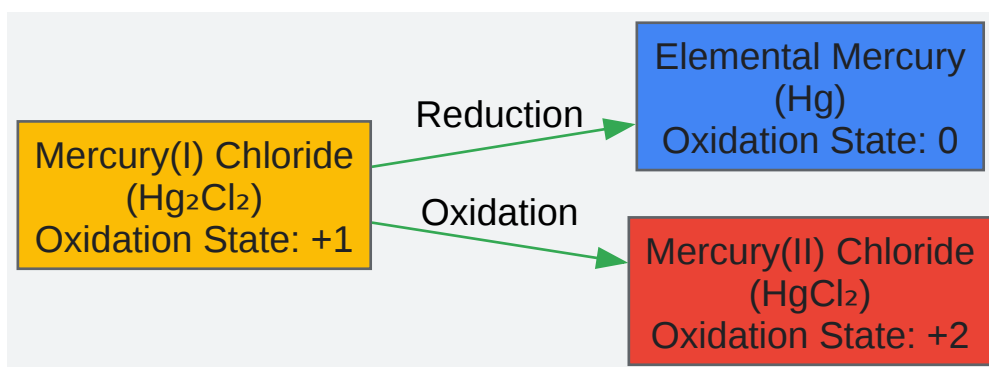 Mercury(I) Chloride
(Hg₂Cl₂)
Oxidation State: +1
Reduction
Oxidation
Elemental Mercury
(Hg)
Oxidation State: 0
Mercury(II) Chloride
(HgCl₂)
Oxidation State: +2